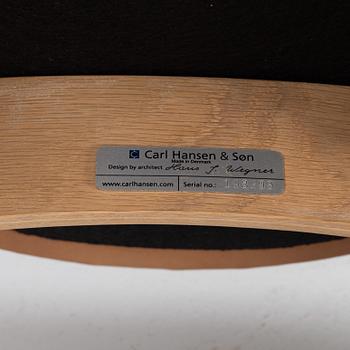 C Carl Hansen & Søn
Made in Denmark
Design by architect Hans J. Wegner
www.carlhansen.com Serial no.: